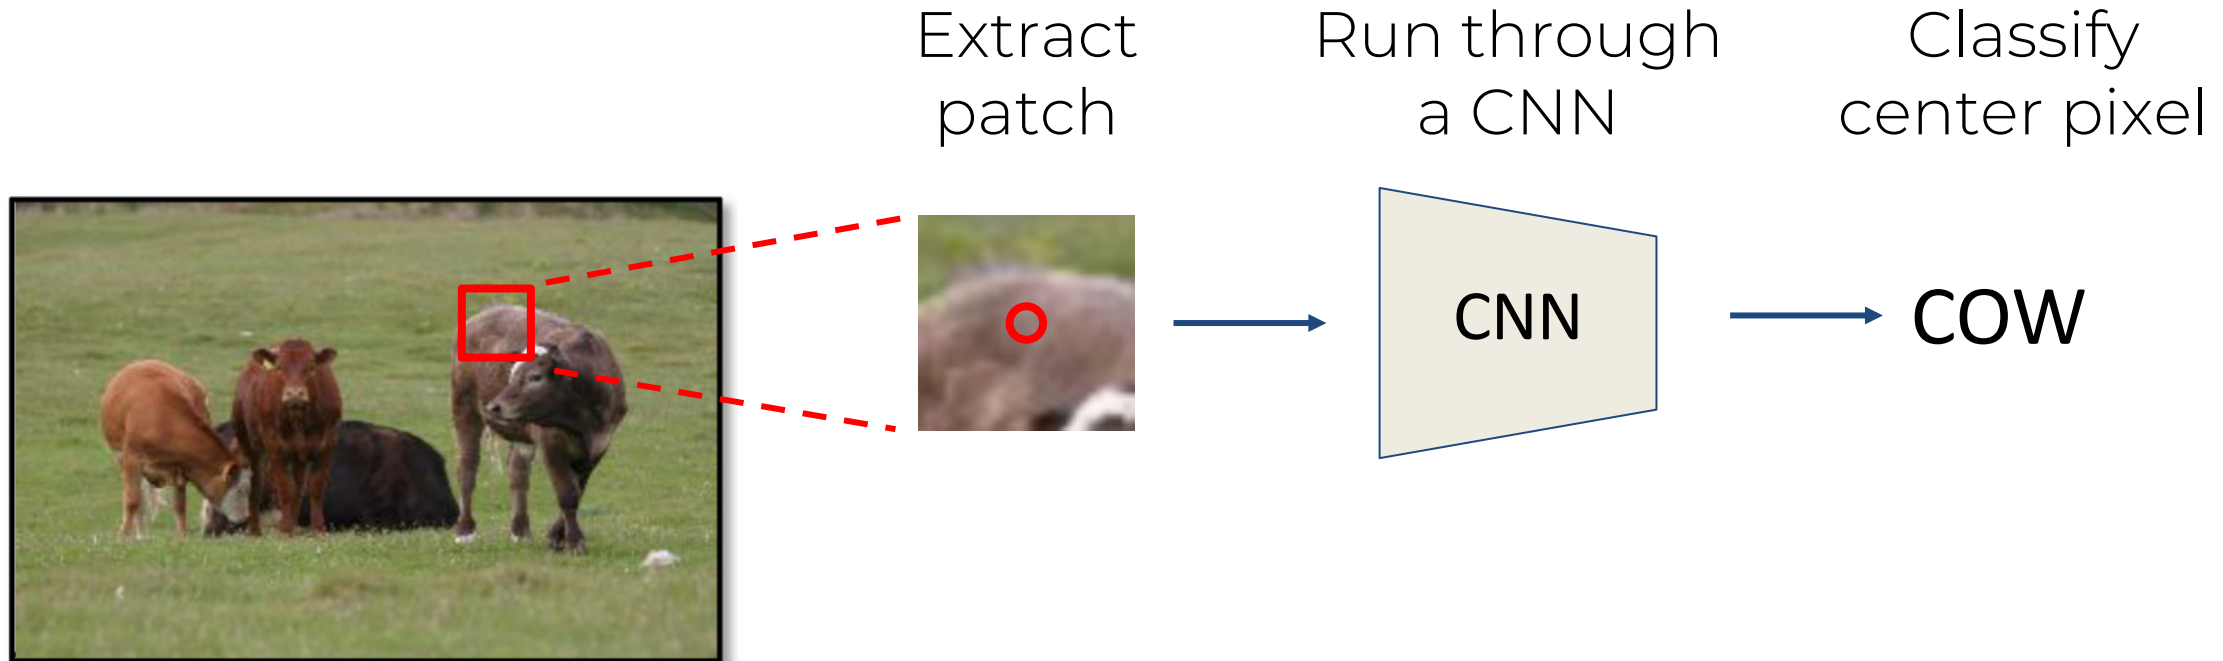 Extract
patch
Run through
a CNN
Classify
center pixel
CNN
COW